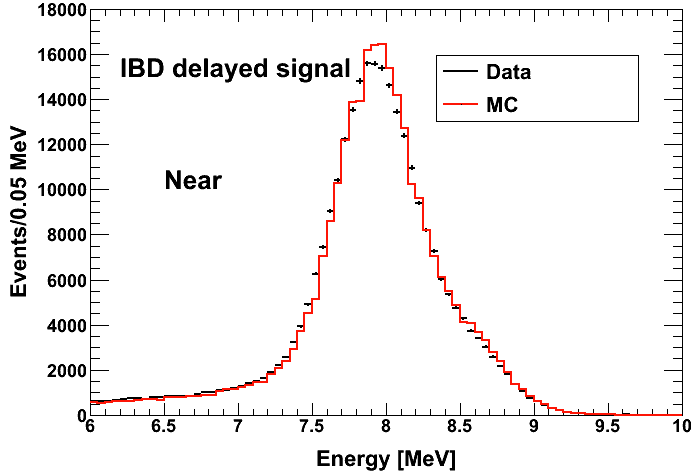 18000
16000
14000
12000
10000
8000
6000
4000
2000
0
Events/0.05 MeV
IBD delayed signal
Near
Data
MC
6 6.5 7 7.5 8 8.5 9 9.5 10
Energy [MeV]